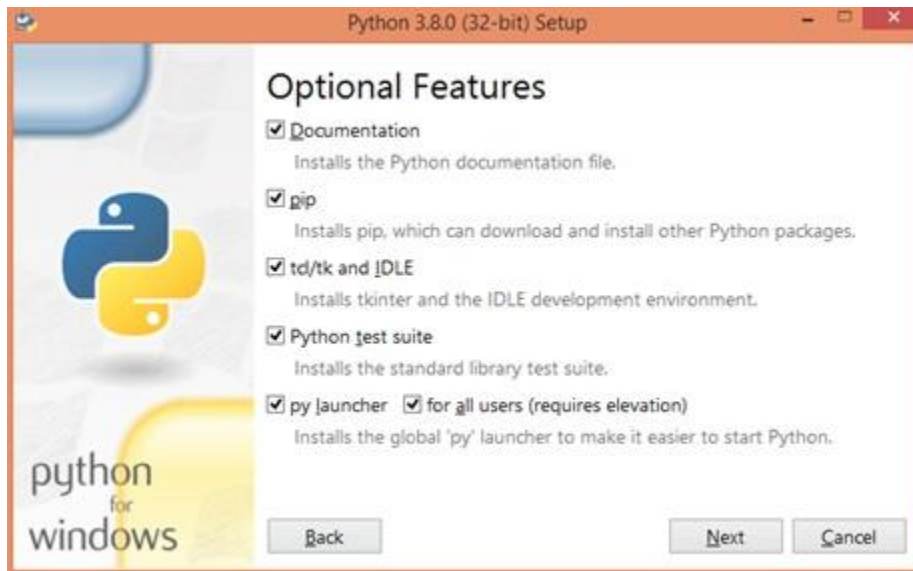 Python 3.8.0 (32-bit) Setup
Optional Features
Documentation
Installs the Python documentation file.
pip
Installs pip, which can download and install other Python packages.
tcl/tk and IDLE
Installs tkinter and the IDLE development environment.
Python test suite
Installs the standard library test suite.
py launcher for all users (requires elevation)
Installs the global 'py' launcher to make it easier to start Python.
python
for
windows
Back Next Cancel